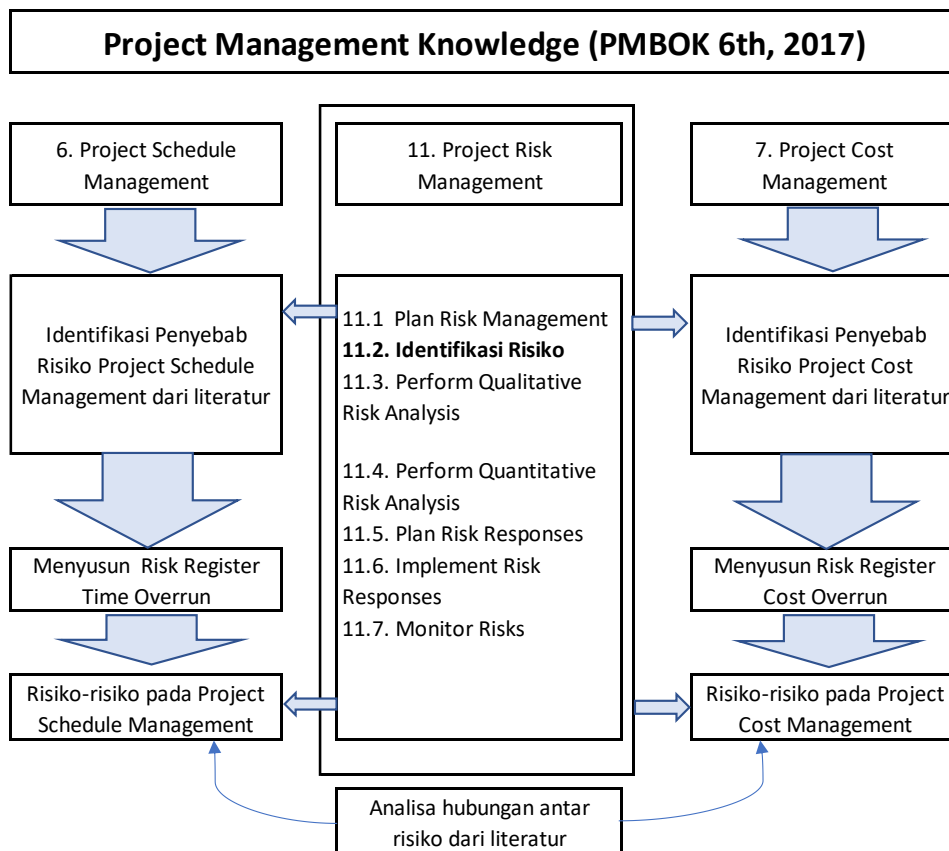 Project Management Knowledge (PMBOK 6th, 2017)
6. Project Schedule
Management
11. Project Risk
Management
7. Project Cost
Management
Identifikasi Penyebab
Risiko Project Schedule
Management dari literatur
11.1 Plan Risk Management
11.2. Identifikasi Risiko
11.3. Perform Qualitative
Risk Analysis
11.4. Perform Quantitative
Risk Analysis
11.5. Plan Risk Responses
11.6. Implement Risk
Responses
11.7. Monitor Risks
Identifikasi Penyebab
Risiko Project Cost
Management dari literatur
Menyusun Risk Register
Time Overrun
Menyusun Risk Register
Cost Overrun
Risiko-risiko pada Project
Schedule Management
Risiko-risiko pada Project
Cost Management
Analisa hubungan antar
risiko dari literatur